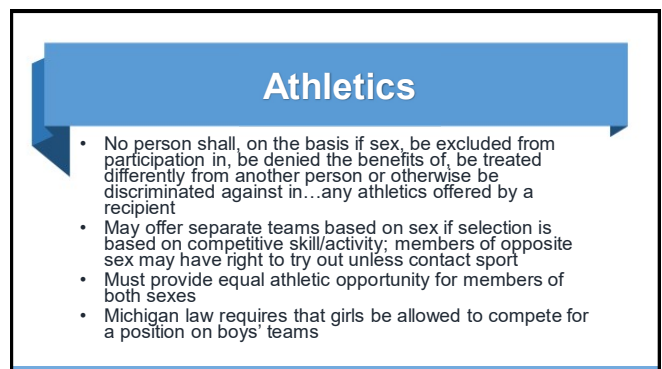 Athletics
• No person shall, on the basis if sex, be excluded from
participation in, be denied the benefits of, be treated
differently from another person or otherwise be
discriminated against in…any athletics offered by a
recipient
• May offer separate teams based on sex if selection is
based on competitive skill/activity; members of opposite
sex may have right to try out unless contact sport
• Must provide equal athletic opportunity for members of
both sexes
• Michigan law requires that girls be allowed to compete for
a position on boys’ teams